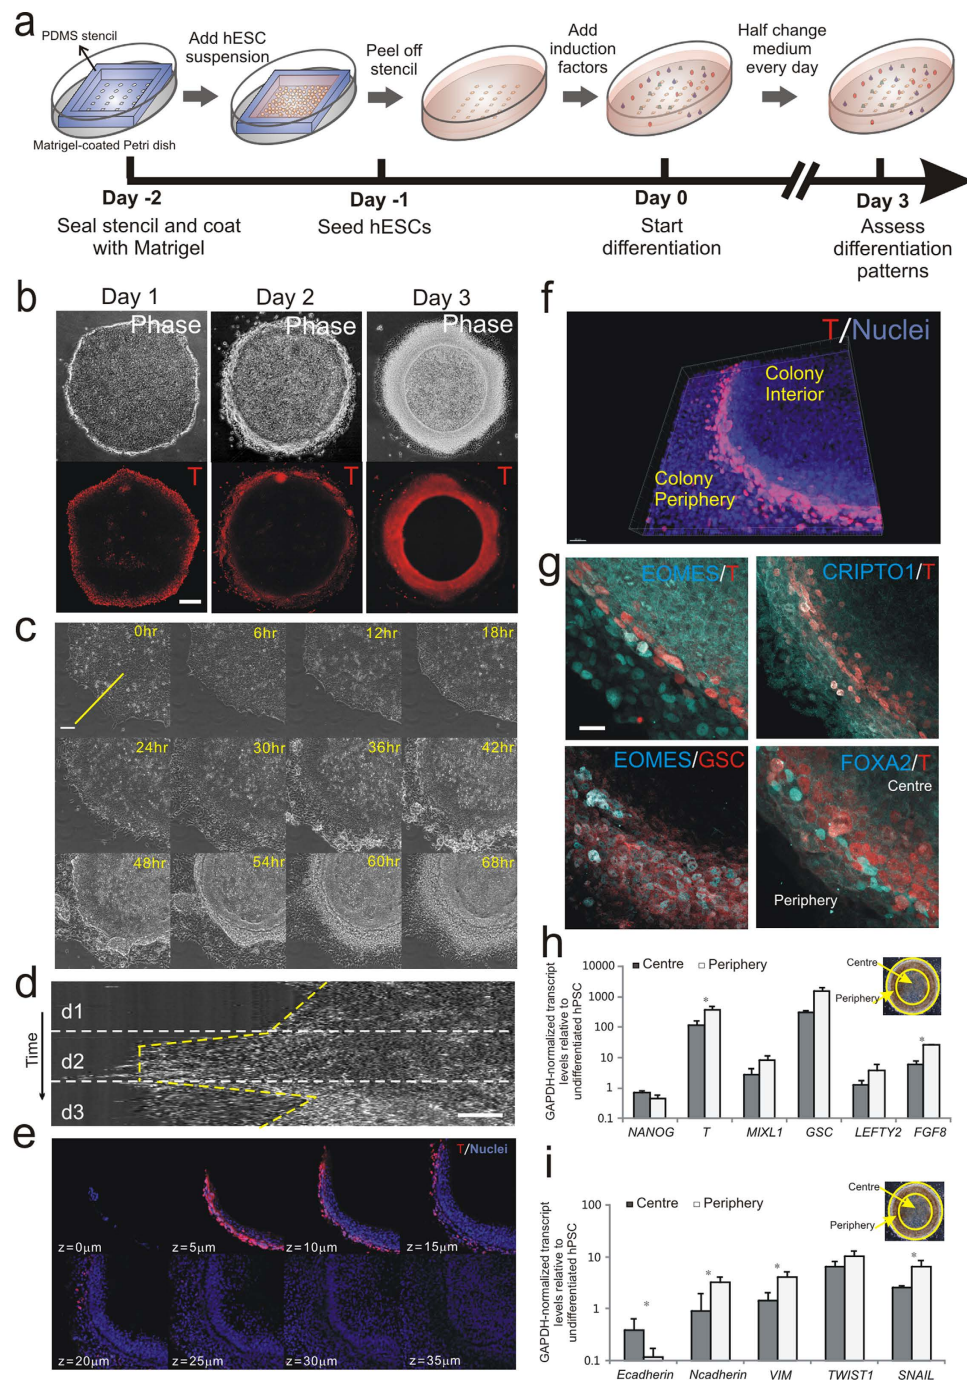 a
PDMS stencil
Add hESC
suspension
Peel off
stencil
Add
induction
factors
Half change
medium
every day
Matrigel-coated Petri dish
Day -2
Day -1
Day 0
Day 3
Seal stencil and coat
with Matrigel
Seed hESCs
Start
differentiation
Assess
differentiation
patterns
b
Day 1
Day 2
Day 3
Phase
Phase
Phase
T
T
T
c
0hr
6hr
12hr
18hr
24hr
30hr
36hr
42hr
48hr
54hr
60hr
68hr
d
Time
d1
d2
d3
e
T/Nuclei
z=0μm
z=5μm
z=10μm
z=15μm
z=20μm
z=25μm
z=30μm
z=35μm
f
T/Nuclei
Colony
Interior
Colony
Periphery
g
EOMES/T
CRIPTO1/T
EOMES/GSC
FOXA2/T
Centre
Periphery
h
GAPDH-normalized transcript
levels relative to
undifferentiated hPSC
10000
1000
100
10
1
0.1
Centre
Periphery
Centre
Periphery
*
*
NANOG
T
MIXL1
GSC
LEFTY2
FGF8
i
GAPDH-normalized transcript
levels relative to
undifferentiated hPSC
100
10
1
0.1
Centre
Periphery
Centre
Periphery
*
*
*
*
Ecadherin
Ncadherin
VIM
TWIST1
SNAIL